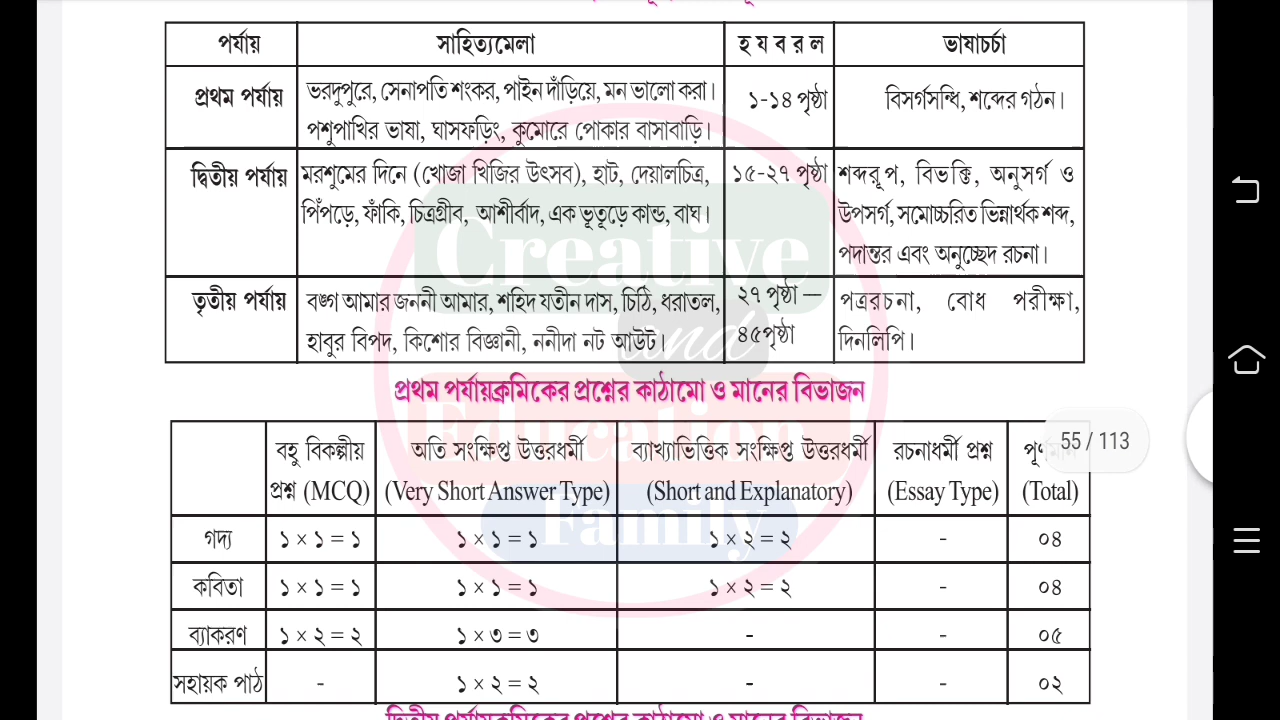 পর্যায় সাহিত্যমেলা হ য ব র ল ভাষাচর্চা
প্রথম পর্যায় ভরদুপুরে, সেনাপতি শংকর, পাইন দাঁড়িয়ে, মন ভালো করা। ১-১৪ পৃষ্ঠা বিসর্গসন্ধি, শব্দের গঠন।
পশুপাখির ভাষা, ঘাসফড়িং, কুমোরে পোকার বাসাবাড়ি।
দ্বিতীয় পর্যায় মরশুমের দিনে (খোজা খিজির উৎসব), হাট, দেয়ালচিত্র, ১৫-২৭ পৃষ্ঠা শব্দরূপ, বিভক্তি, অনুসর্গ ও
পিঁপড়ে, ফাঁকি, চিত্রগ্রীব, আশীর্বাদ, এক ভূতুড়ে কান্ড, বাঘ। উপসর্গ, সমোচ্চরিত ভিন্নার্থক শব্দ,
পদান্তর এবং অনুচ্ছেদ রচনা।
তৃতীয় পর্যায় বঙ্গ আমার জননী আমার, শহিদ যতীন দাস, চিঠি, ধরাতল, ২৭ পৃষ্ঠা – পত্ররচনা, বোধ পরীক্ষা,
হাবুর বিপদ, কিশোর বিজ্ঞানী, ননীদা নট আউট। ৪৫পৃষ্ঠা দিনলিপি।
Creative
and
Education
Family
প্রথম পর্যায়ক্রমিকের প্রশ্নের কাঠামো ও মানের বিভাজন
55 / 113
বহু বিকল্পীয় অতি সংক্ষিপ্ত উত্তরধর্মী ব্যাখ্যাভিত্তিক সংক্ষিপ্ত উত্তরধর্মী রচনাধর্মী প্রশ্ন
প্রশ্ন (MCQ) (Very Short Answer Type) (Short and Explanatory) (Essay Type) (Total)
গদ্য ১ × ১ = ১ ১ × ১ = ১ ১ × ২ = ২ - ০৪
কবিতা ১ × ১ = ১ ১ × ১ = ১ ১ × ২ = ২ - ০৪
ব্যাকরণ ১ × ২ = ২ ১ × ৩ = ৩ - - ০৫
সহায়ক পাঠ - ১ × ২ = ২ - - ০২